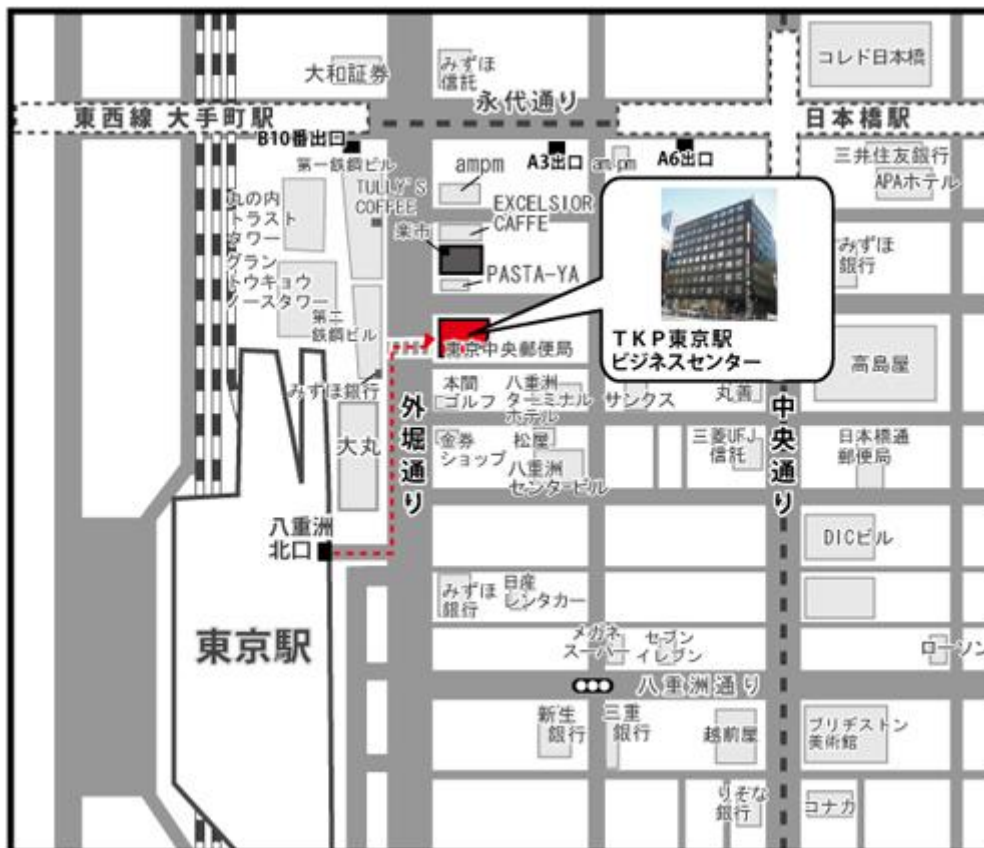 コレド日本橋
大和証券
みずほ
信託
永代通り
東西線 大手町駅
日本橋駅
B10番出口
第一鉄鋼ビル
ampm
A3出口
am.pm
A6出口
三井住友銀行
APAホテル
TULLY'S
COFFEE
丸の内
トラスト
タワー
EXCELSIOR
CAFFE
楽市
PASTA-YA
みずほ
銀行
グラン
トウキョウ
ノースタワー
第二
鉄鋼ビル
TKP東京駅
ビジネスセンター
東京中央郵便局
高島屋
みずほ銀行
本間
ゴルフ
八重洲
ターミナル
ホテル
サンクス
丸善
外堀通り
中央通り
大丸
金券
ショップ
松屋
八重洲
センタービル
三菱UFJ
信託
日本橋通
郵便局
八重洲
北口
DICビル
みずほ
銀行
日産
レンタカー
東京駅
メガネ
スーパー
セブン
イレブン
ローソン
八重洲通り
新生
銀行
三重
銀行
越前屋
ブリヂストン
美術館
りそな
銀行
コナカ